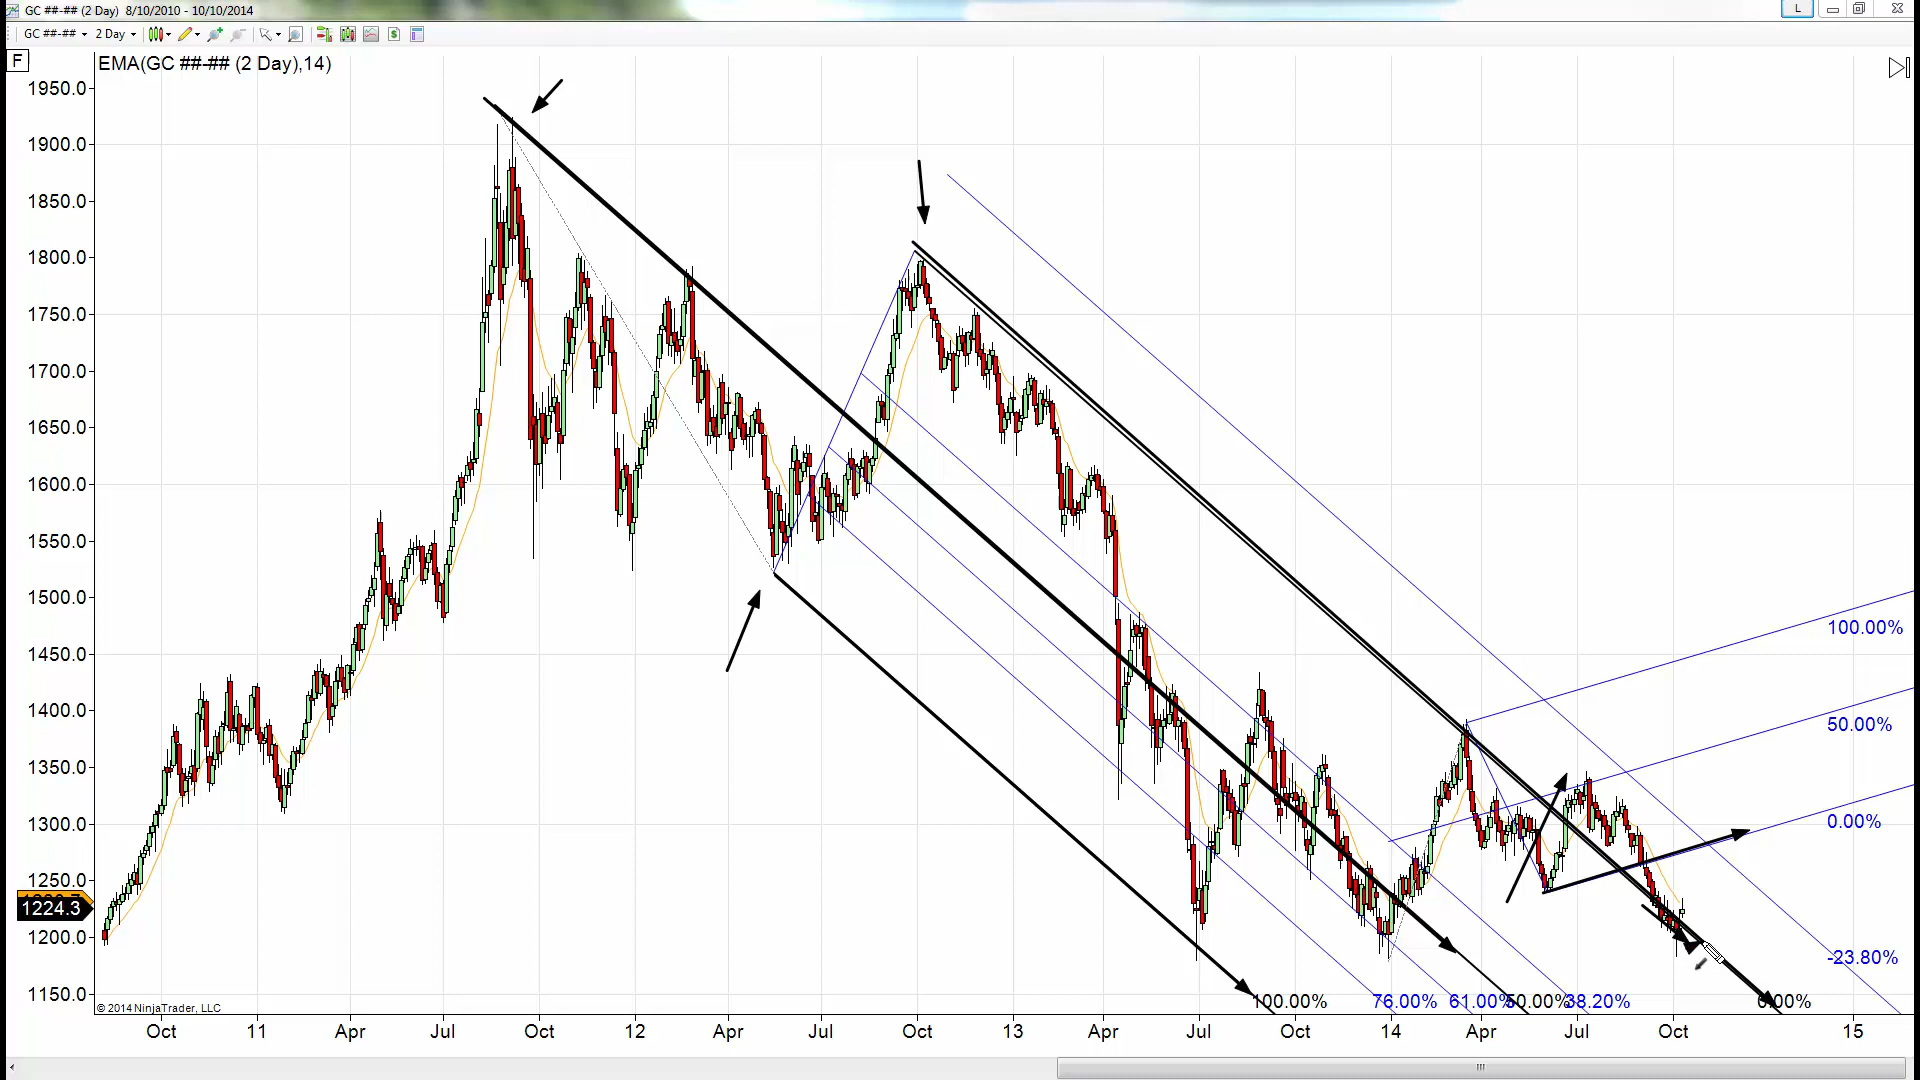 GC ##-## (2 Day) 8/10/2010 - 10/10/2014
L
GC ##-## 2 Day
F
EMA(GC ##-## (2 Day),14)
1950.0
1900.0
1850.0
1800.0
1750.0
1700.0
1650.0
1600.0
1550.0
1500.0
1450.0
1400.0
1350.0
1300.0
1250.0
1224.3
1200.0
1150.0
100.00%
50.00%
0.00%
-23.80%
100.00% 76.00% 61.00% 50.00% 38.20% 0.00%
© 2014 NinjaTrader, LLC
Oct 11 Apr Jul Oct 12 Apr Jul Oct 13 Apr Jul Oct 14 Apr Jul Oct 15